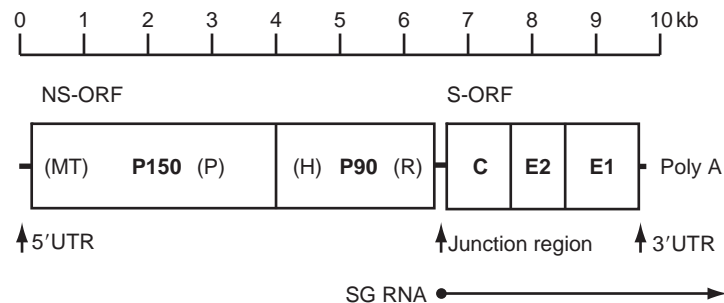 0 1 2 3 4 5 6 7 8 9 10 kb
NS-ORF S-ORF
(MT) P150 (P) (H) P90 (R) C E2 E1 Poly A
5′UTR Junction region 3′UTR
SG RNA